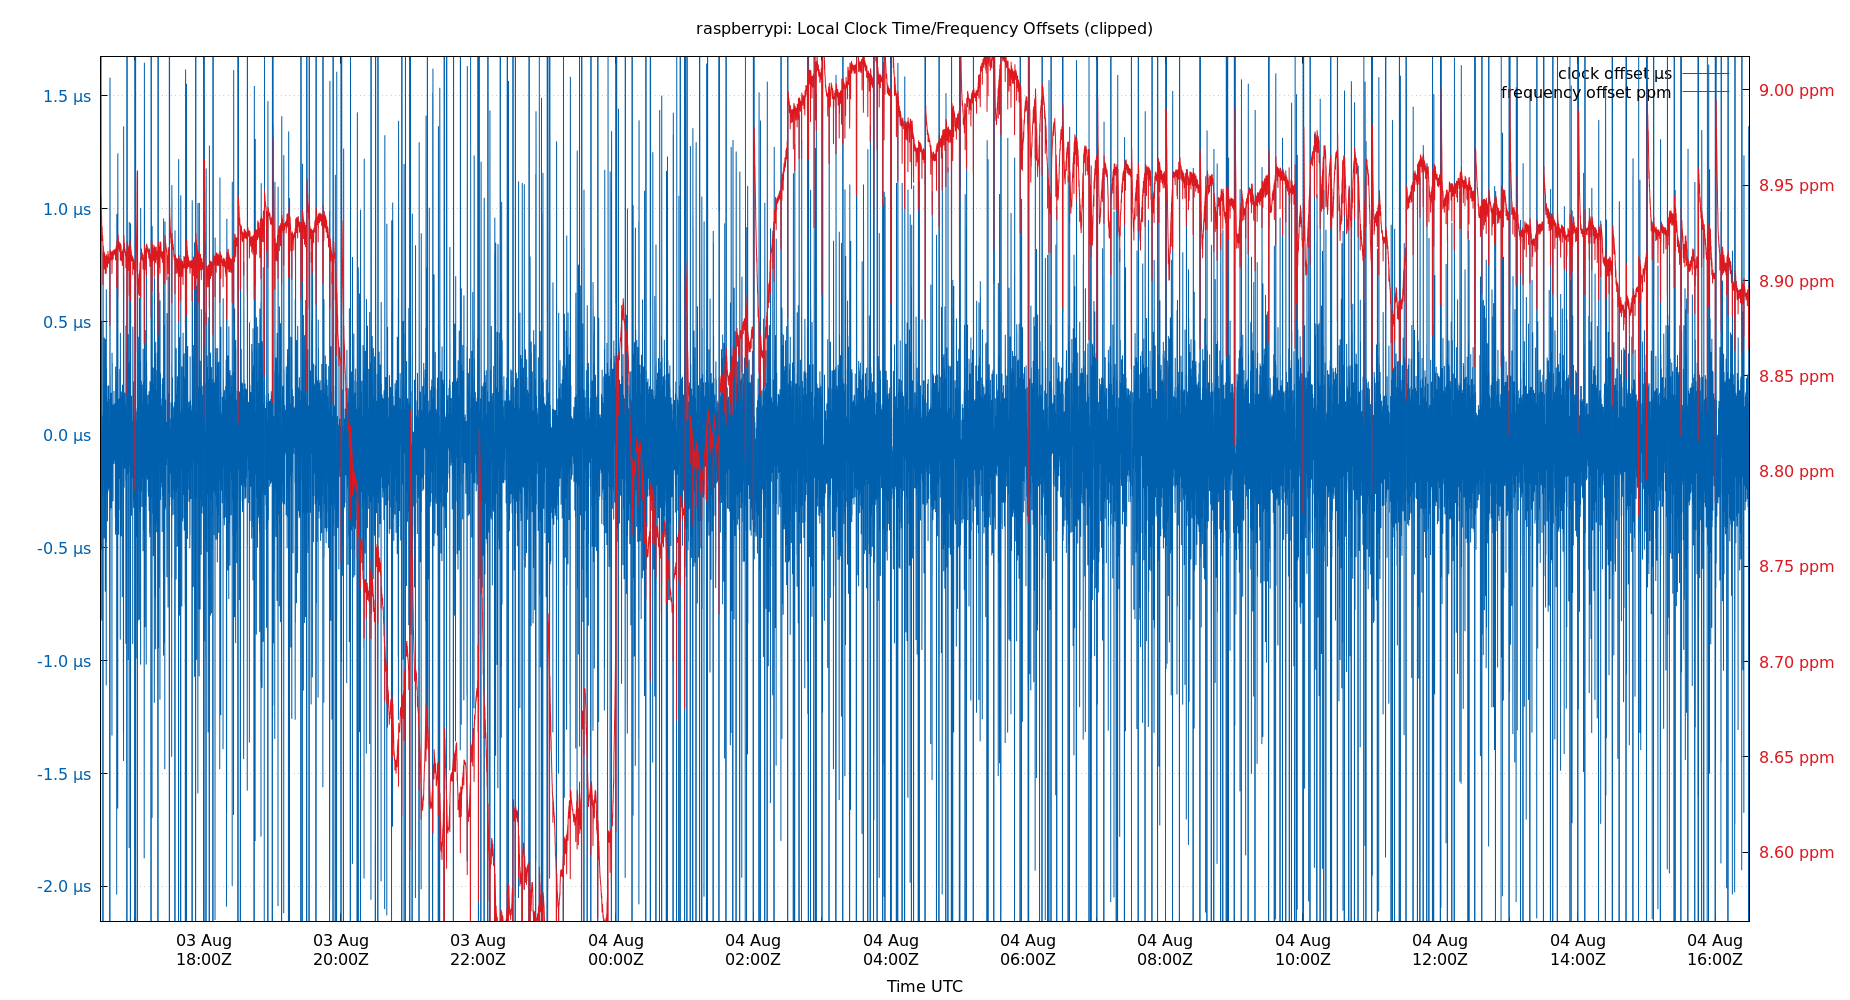 raspberrypi: Local Clock Time/Frequency Offsets (clipped)
clock offset µs
frequency offset ppm
1.5 µs
1.0 µs
0.5 µs
0.0 µs
-0.5 µs
-1.0 µs
-1.5 µs
-2.0 µs
9.00 ppm
8.95 ppm
8.90 ppm
8.85 ppm
8.80 ppm
8.75 ppm
8.70 ppm
8.65 ppm
8.60 ppm
03 Aug 03 Aug 03 Aug 04 Aug 04 Aug 04 Aug 04 Aug 04 Aug 04 Aug 04 Aug 04 Aug 04 Aug
18:00Z 20:00Z 22:00Z 00:00Z 02:00Z 04:00Z 06:00Z 08:00Z 10:00Z 12:00Z 14:00Z 16:00Z
Time UTC